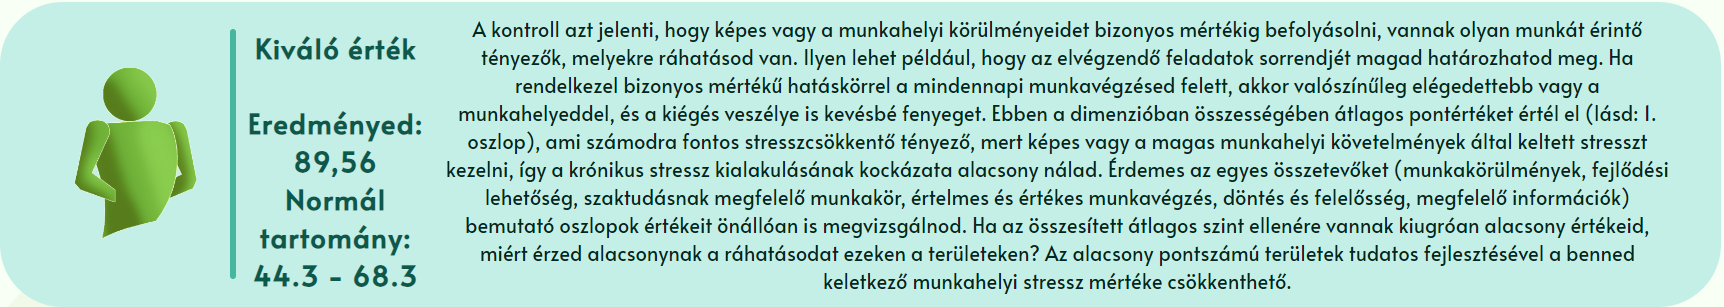 Kiváló érték
Eredményed:
89,56
Normál
tartomány:
44.3 - 68.3
A kontroll azt jelenti, hogy képes vagy a munkahelyi körülményeidet bizonyos mértékig befolyásolni, vannak olyan munkát érintő
tényezők, melyekre ráhatásod van. Ilyen lehet például, hogy az elvégzendő feladatok sorrendjét magad határozhatod meg. Ha
rendelkezel bizonyos mértékű hatáskörrel a mindennapi munkavégzésed felett, akkor valószínűleg elégedettebb vagy a
munkahelyeddel, és a kiégés veszélye is kevésbé fenyeget. Ebben a dimenzióban összességében átlagos pontértéket értél el (lásd: 1.
oszlop), ami számodra fontos stresszcsökkentő tényező, mert képes vagy a magas munkahelyi követelmények által keltett stresszt
kezelni, így a krónikus stressz kialakulásának kockázata alacsony nálad. Érdemes az egyes összetevőket (munkakörülmények, fejlődési
lehetőség, szaktudásnak megfelelő munkakör, értelmes és értékes munkavégzés, döntés és felelősség, megfelelő információk)
bemutató oszlopok értékeit önállóan is megvizsgálnod. Ha az összesített átlagos szint ellenére vannak kiugróan alacsony értékeid,
miért érzed alacsonynak a ráhatásodat ezeken a területeken? Az alacsony pontszámú területek tudatos fejlesztésével a benned
keletkező munkahelyi stressz mértéke csökkenthető.